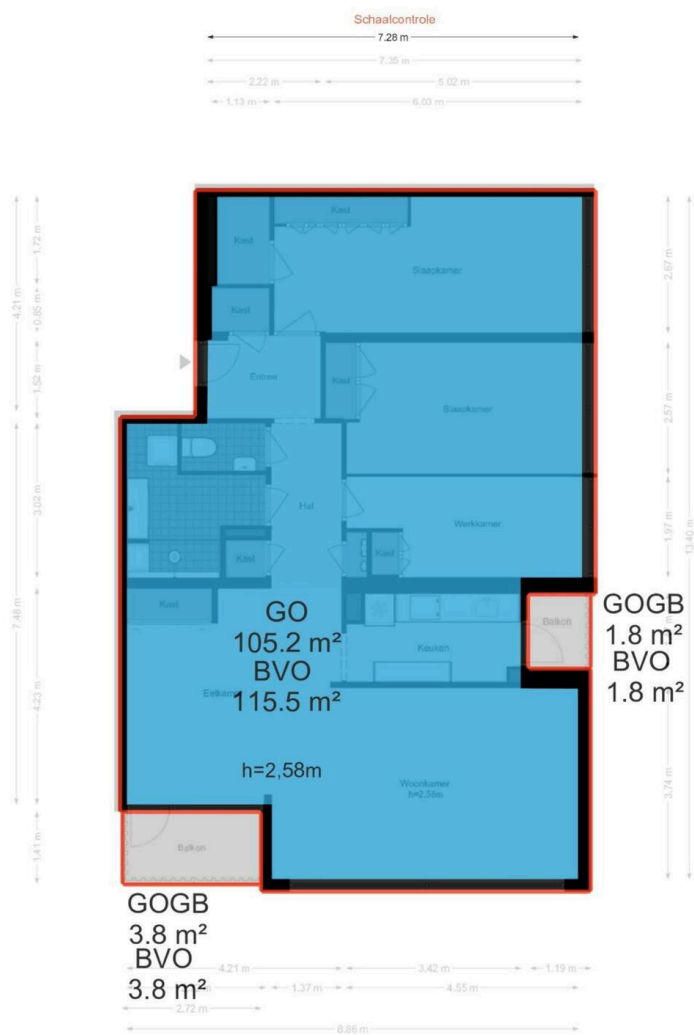 Schaalcontrole
7.28 m
7.35 m
2.22 m 5.02 m
1.13 m 6.03 m
4.21 m
1.72 m
0.85 m
1.52 m
7.48 m
3.02 m
4.23 m
1.41 m
2.67 m
2.57 m
1.97 m
13.40 m
3.74 m
Kast
Kast
Slaapkamer
Kast
Entree
Kast
Slaapkamer
Hal
Werkkamer
Kast
Kast
Kast
Keuken
Balkon
GO
105.2 m²
BVO
115.5 m²
GOGB
1.8 m²
BVO
1.8 m²
h=2,58m
Woonkamer
h=2,58m
Balkon
GOGB
3.8 m²
BVO
3.8 m²
4.21 m 3.42 m 1.19 m
1.37 m 4.55 m
2.72 m
8.86 m